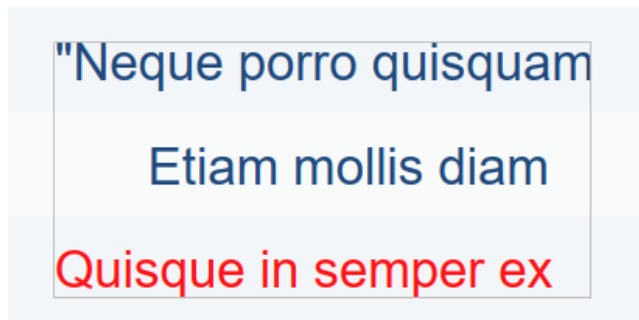 "Neque porro quisquam
Etiam mollis diam
Quisque in semper ex